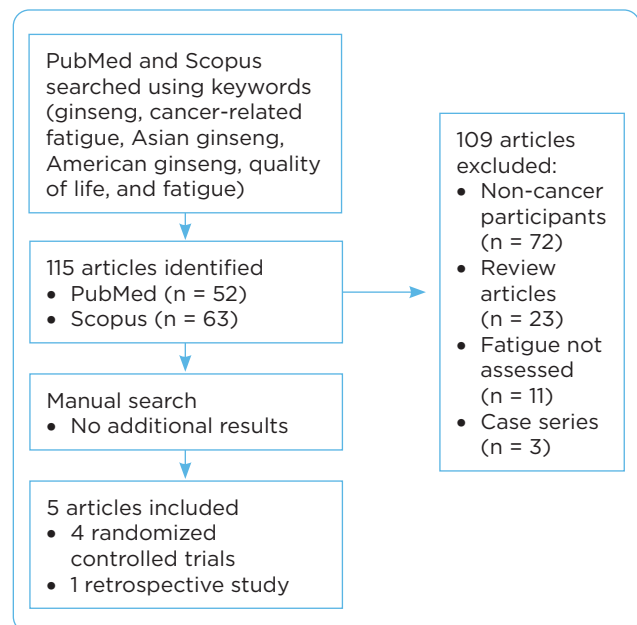 PubMed and Scopus
searched using keywords
(ginseng, cancer-related
fatigue, Asian ginseng,
American ginseng, quality
of life, and fatigue)
115 articles identified
• PubMed (n = 52)
• Scopus (n = 63)
109 articles
excluded:
• Non-cancer
participants
(n = 72)
• Review
articles
(n = 23)
• Fatigue not
assessed
(n = 11)
• Case series
(n = 3)
Manual search
• No additional results
5 articles included
• 4 randomized
controlled trials
• 1 retrospective study